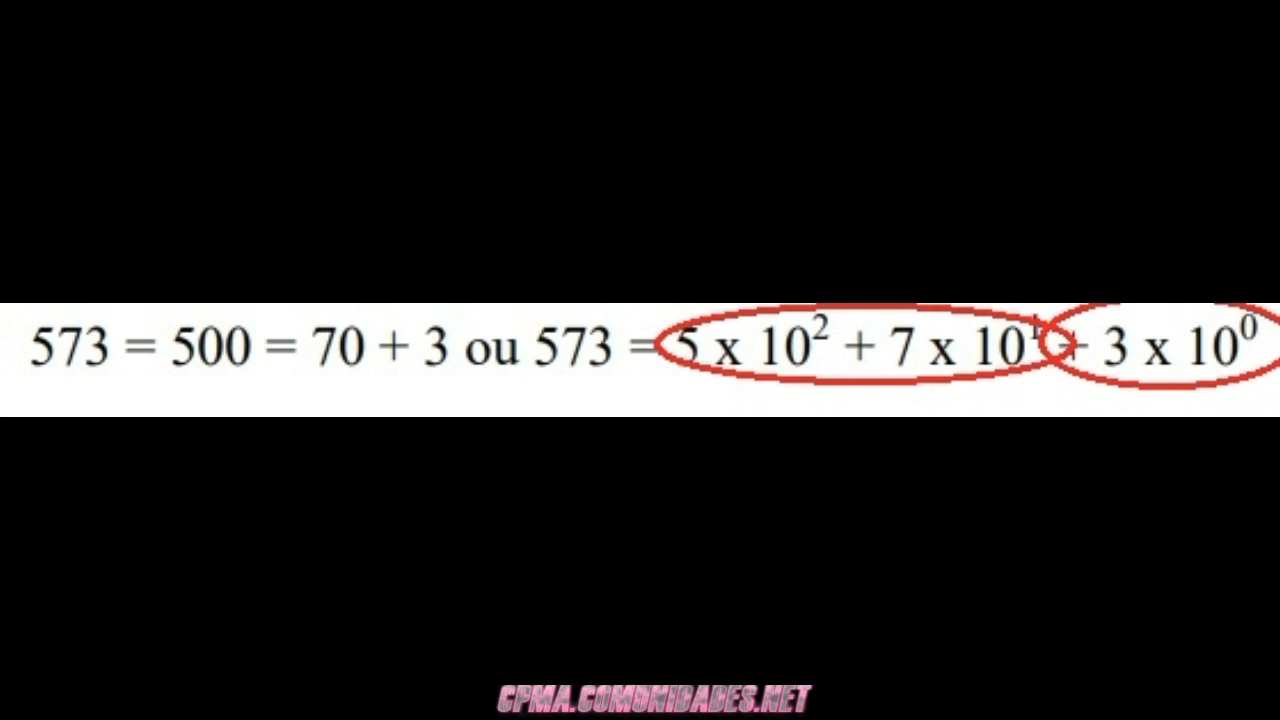 573 = 500 = 70 + 3 ou 573 = 5 x 10² + 7 x 10¹ + 3 x 10⁰
CPMA.COMUNIDADES.NET